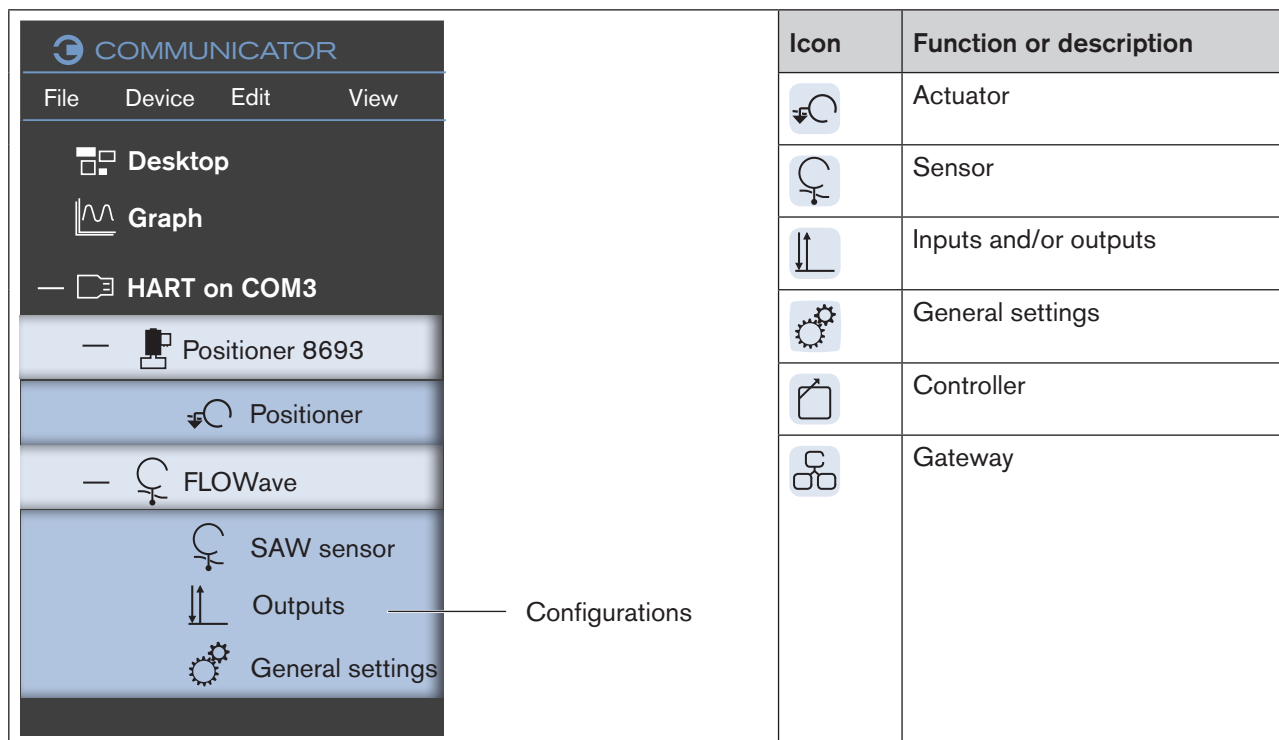 COMMUNICATOR
File Device Edit View
Desktop
Graph
HART on COM3
Positioner 8693
Positioner
FLOWave
SAW sensor
Outputs
General settings
Configurations
Icon Function or description
Actuator
Sensor
Inputs and/or outputs
General settings
Controller
Gateway